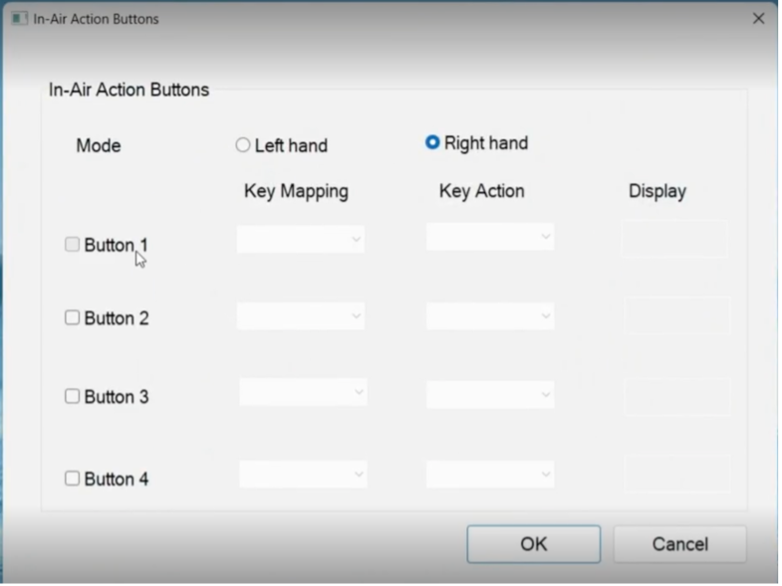 In-Air Action Buttons
In-Air Action Buttons
Mode Left hand Right hand
Key Mapping Key Action Display
Button 1
Button 2
Button 3
Button 4
OK Cancel